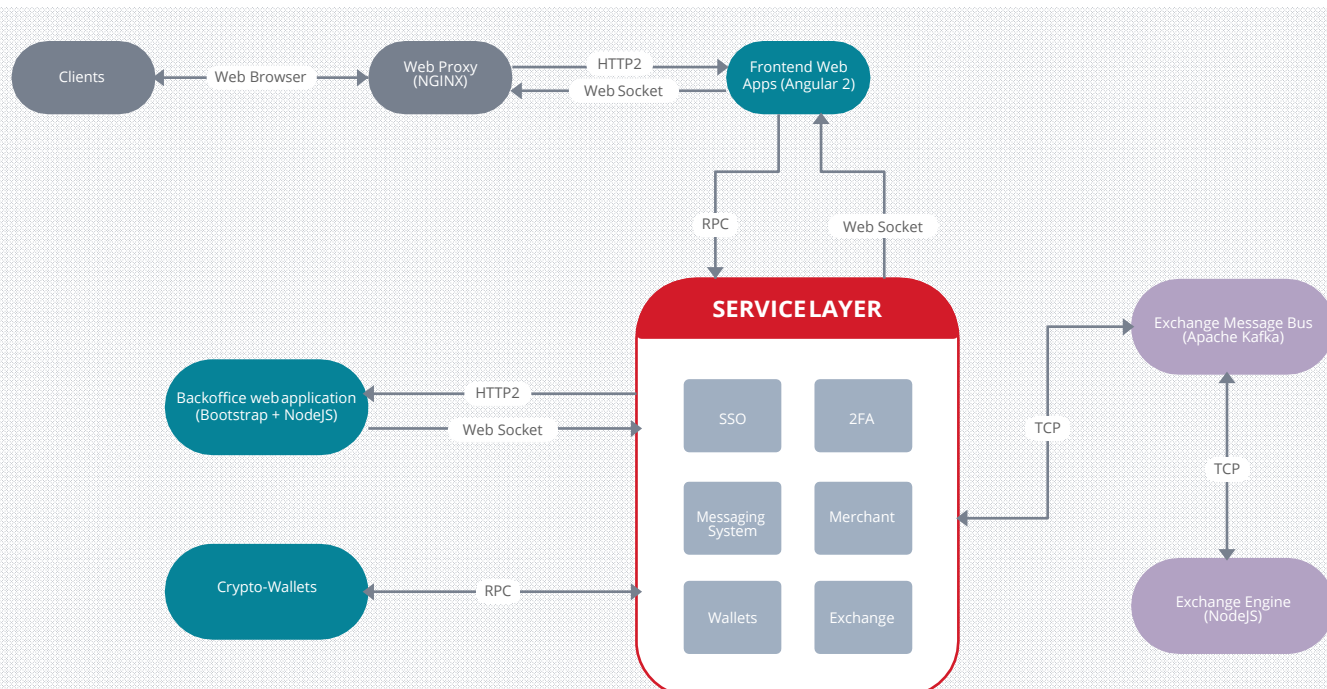 Clients
Web Browser
Web Proxy
(NGINX)
HTTP2
Web Socket
Frontend Web
Apps (Angular 2)
RPC
Web Socket
SERVICE LAYER
SSO
2FA
Messaging
System
Merchant
Wallets
Exchange
Backoffice web application
(Bootstrap + NodeJS)
HTTP2
Web Socket
Crypto-Wallets
RPC
TCP
Exchange Message Bus
(Apache Kafka)
TCP
Exchange Engine
(NodeJS)